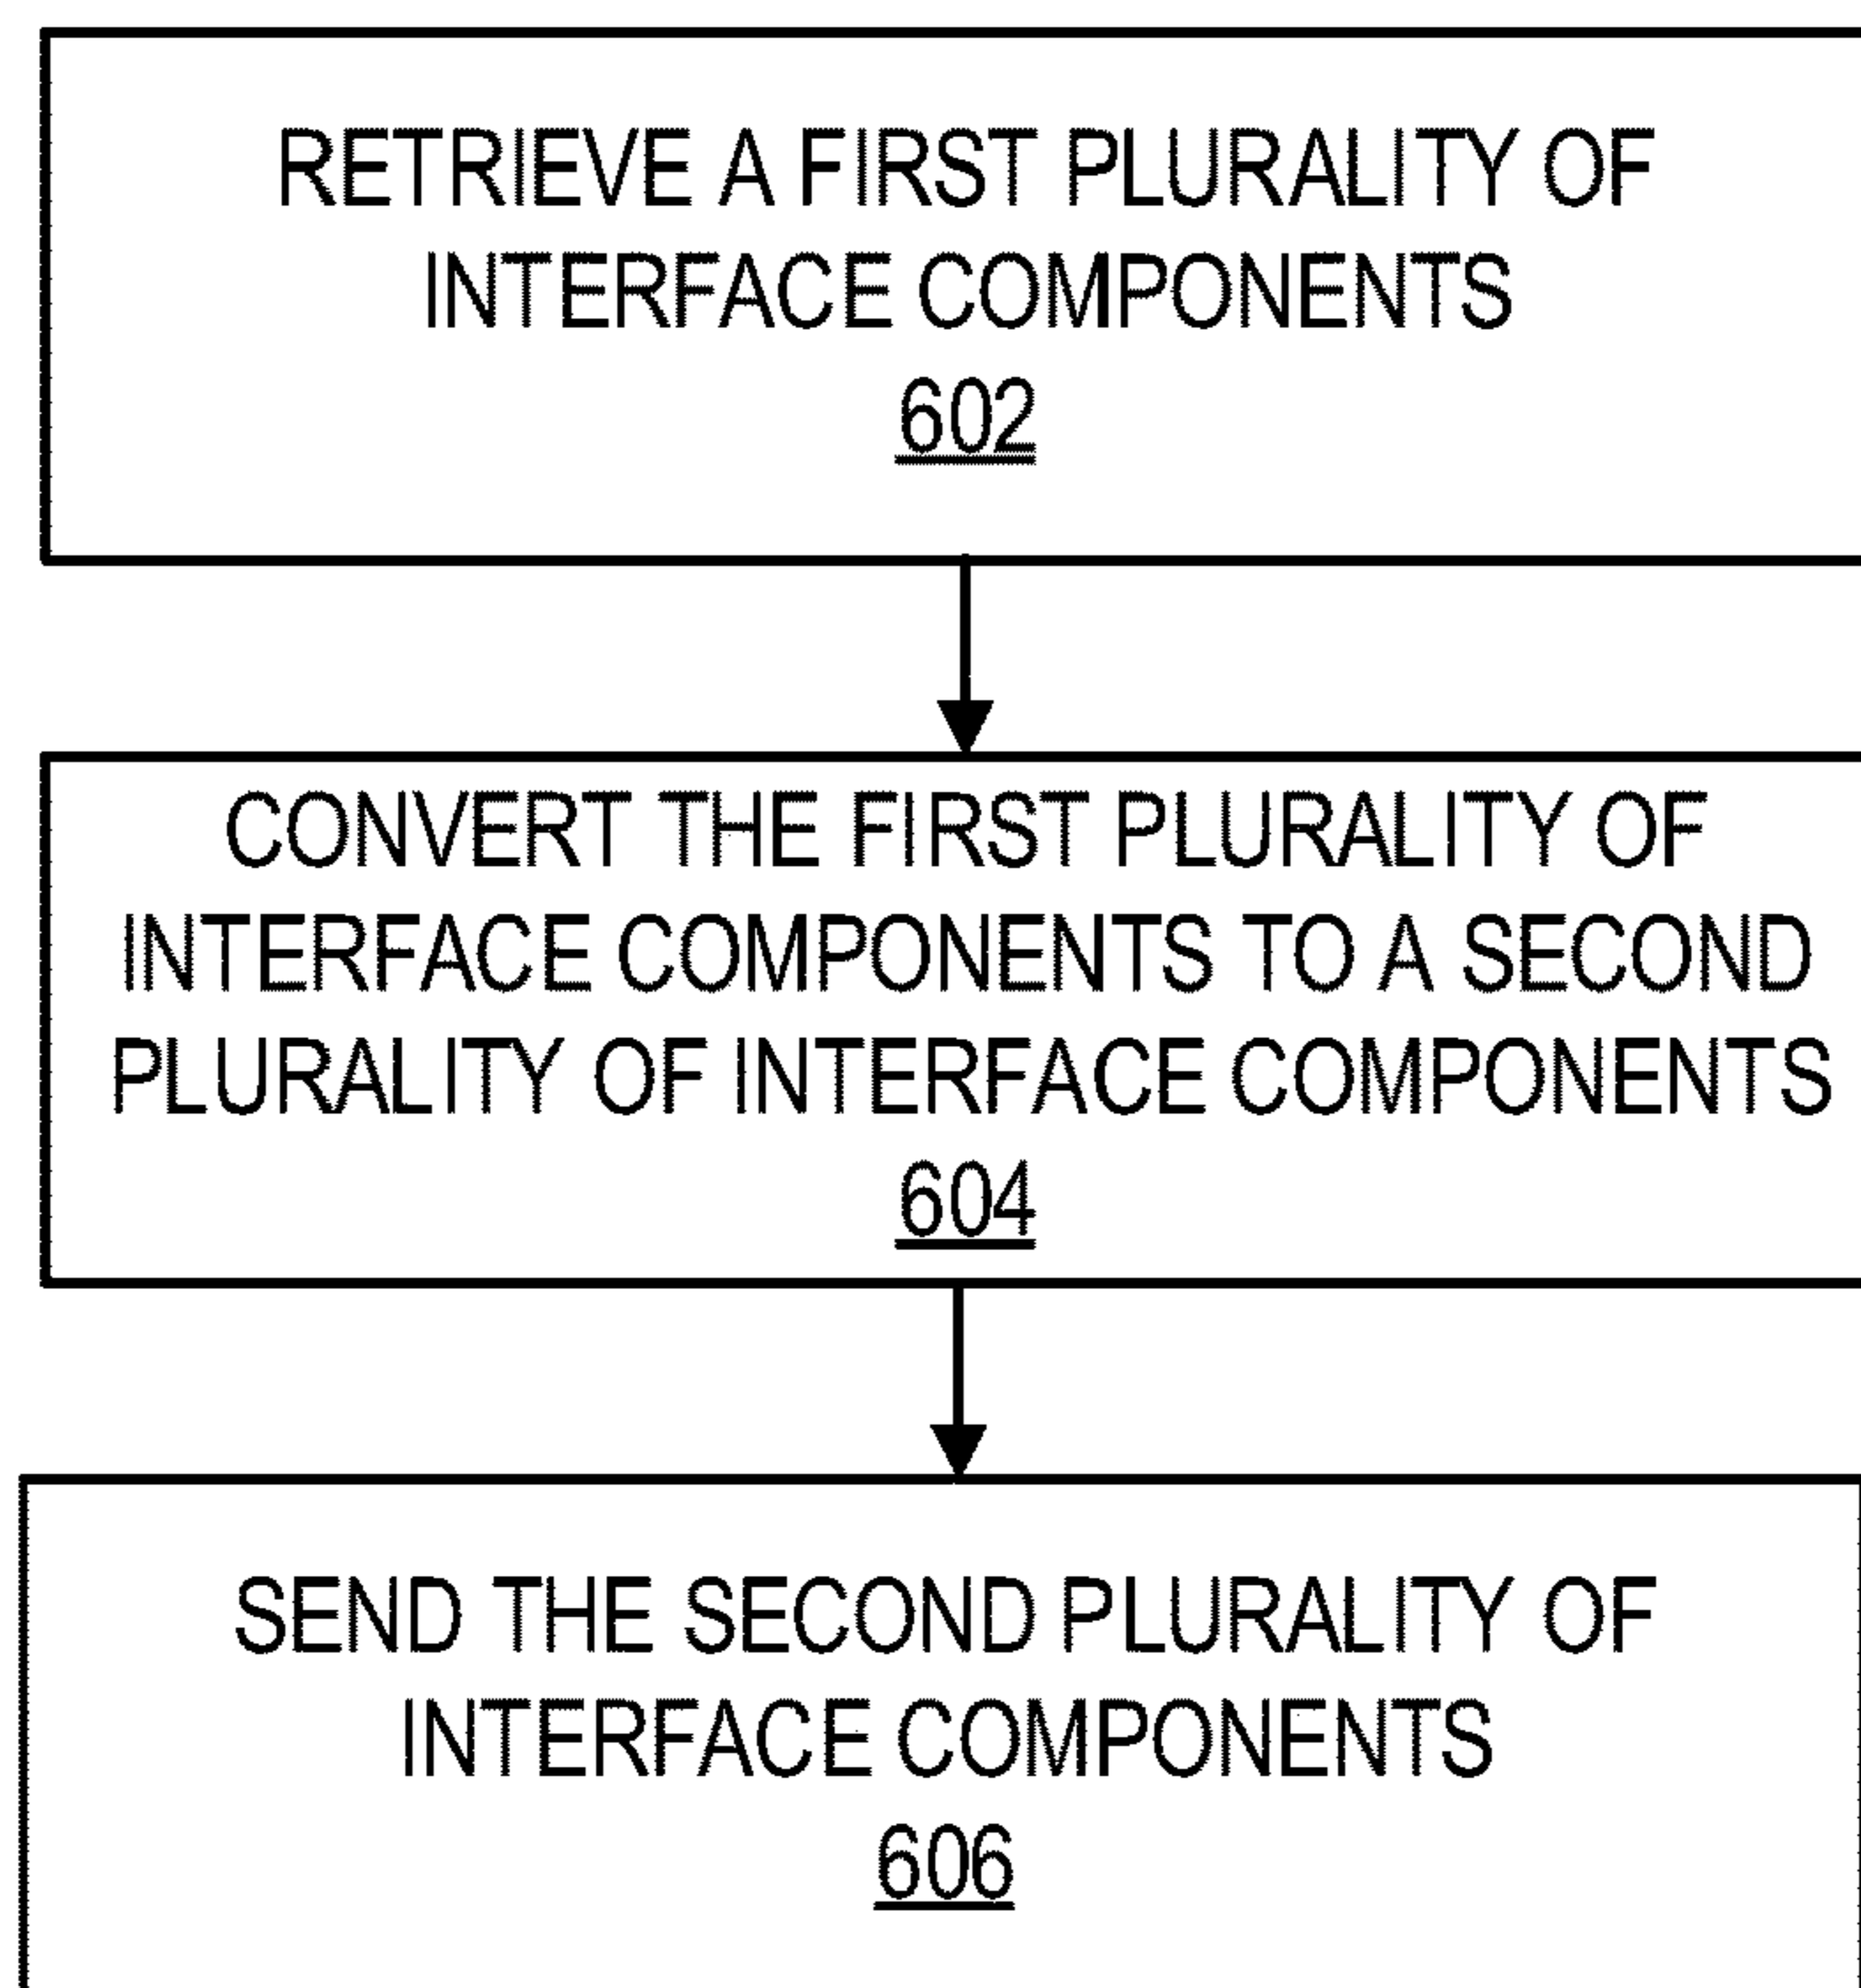 RETRIEVE A FIRST PLURALITY OF
INTERFACE COMPONENTS
602
CONVERT THE FIRST PLURALITY OF
INTERFACE COMPONENTS TO A SECOND
PLURALITY OF INTERFACE COMPONENTS
604
SEND THE SECOND PLURALITY OF
INTERFACE COMPONENTS
606